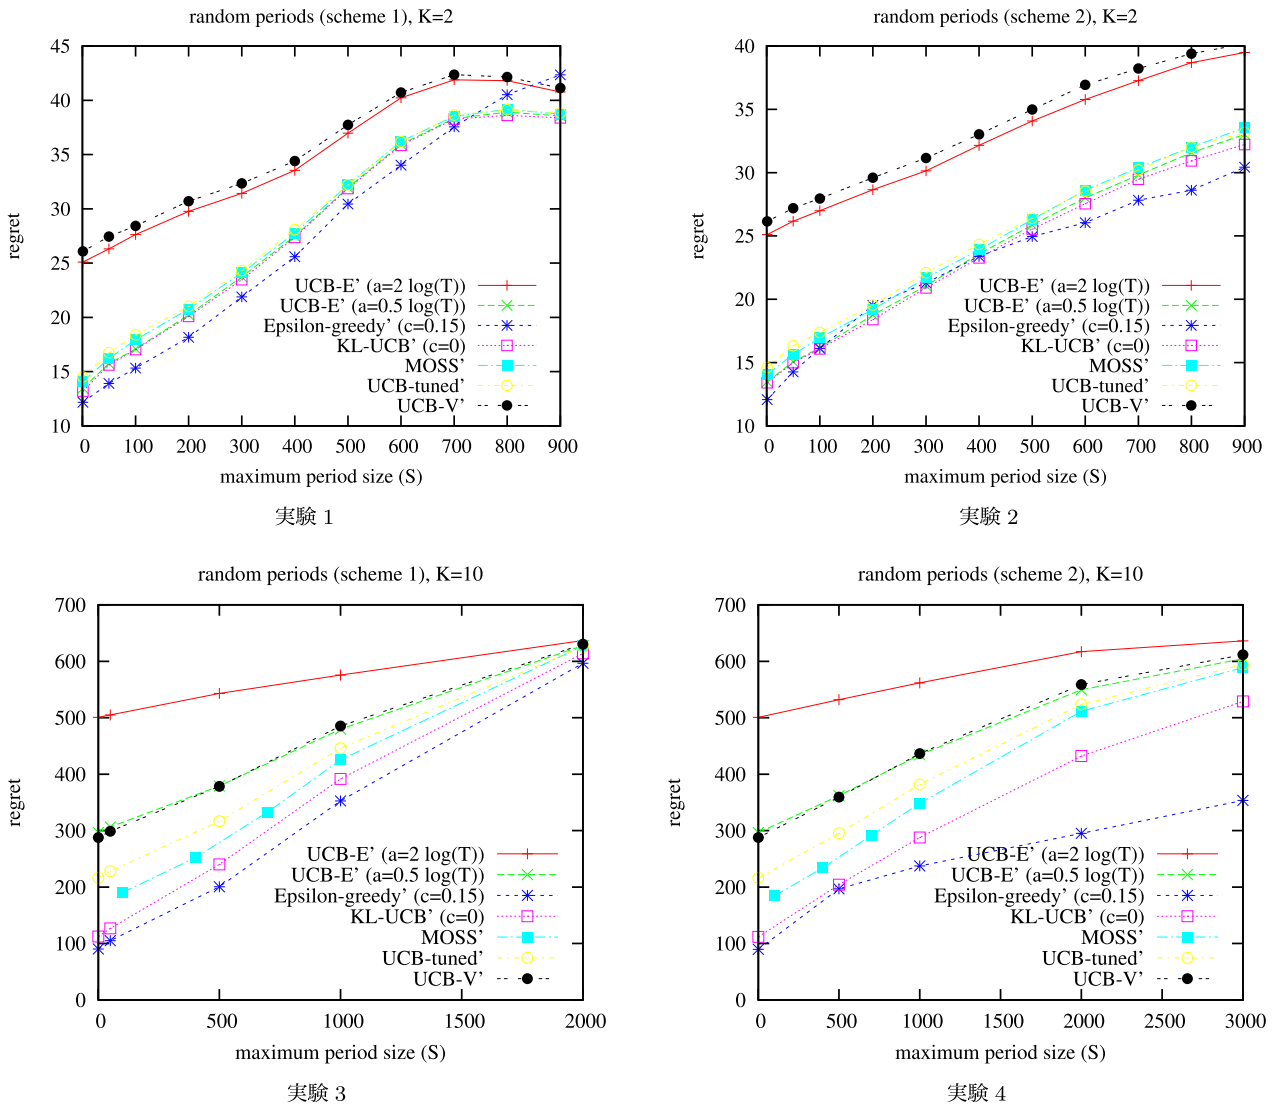 random periods (scheme 1), K=2
45
40
35
30
25
20
15
10
regret
UCB-E’ (a=2 log(T))
UCB-E’ (a=0.5 log(T))
Epsilon-greedy’ (c=0.15)
KL-UCB’ (c=0)
MOSS’
UCB-tuned’
UCB-V’
0 100 200 300 400 500 600 700 800 900
maximum period size (S)
実験 1
random periods (scheme 2), K=2
40
35
30
25
20
15
10
regret
UCB-E’ (a=2 log(T))
UCB-E’ (a=0.5 log(T))
Epsilon-greedy’ (c=0.15)
KL-UCB’ (c=0)
MOSS’
UCB-tuned’
UCB-V’
0 100 200 300 400 500 600 700 800 900
maximum period size (S)
実験 2
random periods (scheme 1), K=10
700
600
500
400
300
200
100
0
regret
UCB-E’ (a=2 log(T))
UCB-E’ (a=0.5 log(T))
Epsilon-greedy’ (c=0.15)
KL-UCB’ (c=0)
MOSS’
UCB-tuned’
UCB-V’
0 500 1000 1500 2000
maximum period size (S)
実験 3
random periods (scheme 2), K=10
700
600
500
400
300
200
100
0
regret
UCB-E’ (a=2 log(T))
UCB-E’ (a=0.5 log(T))
Epsilon-greedy’ (c=0.15)
KL-UCB’ (c=0)
MOSS’
UCB-tuned’
UCB-V’
0 500 1000 1500 2000 2500 3000
maximum period size (S)
実験 4